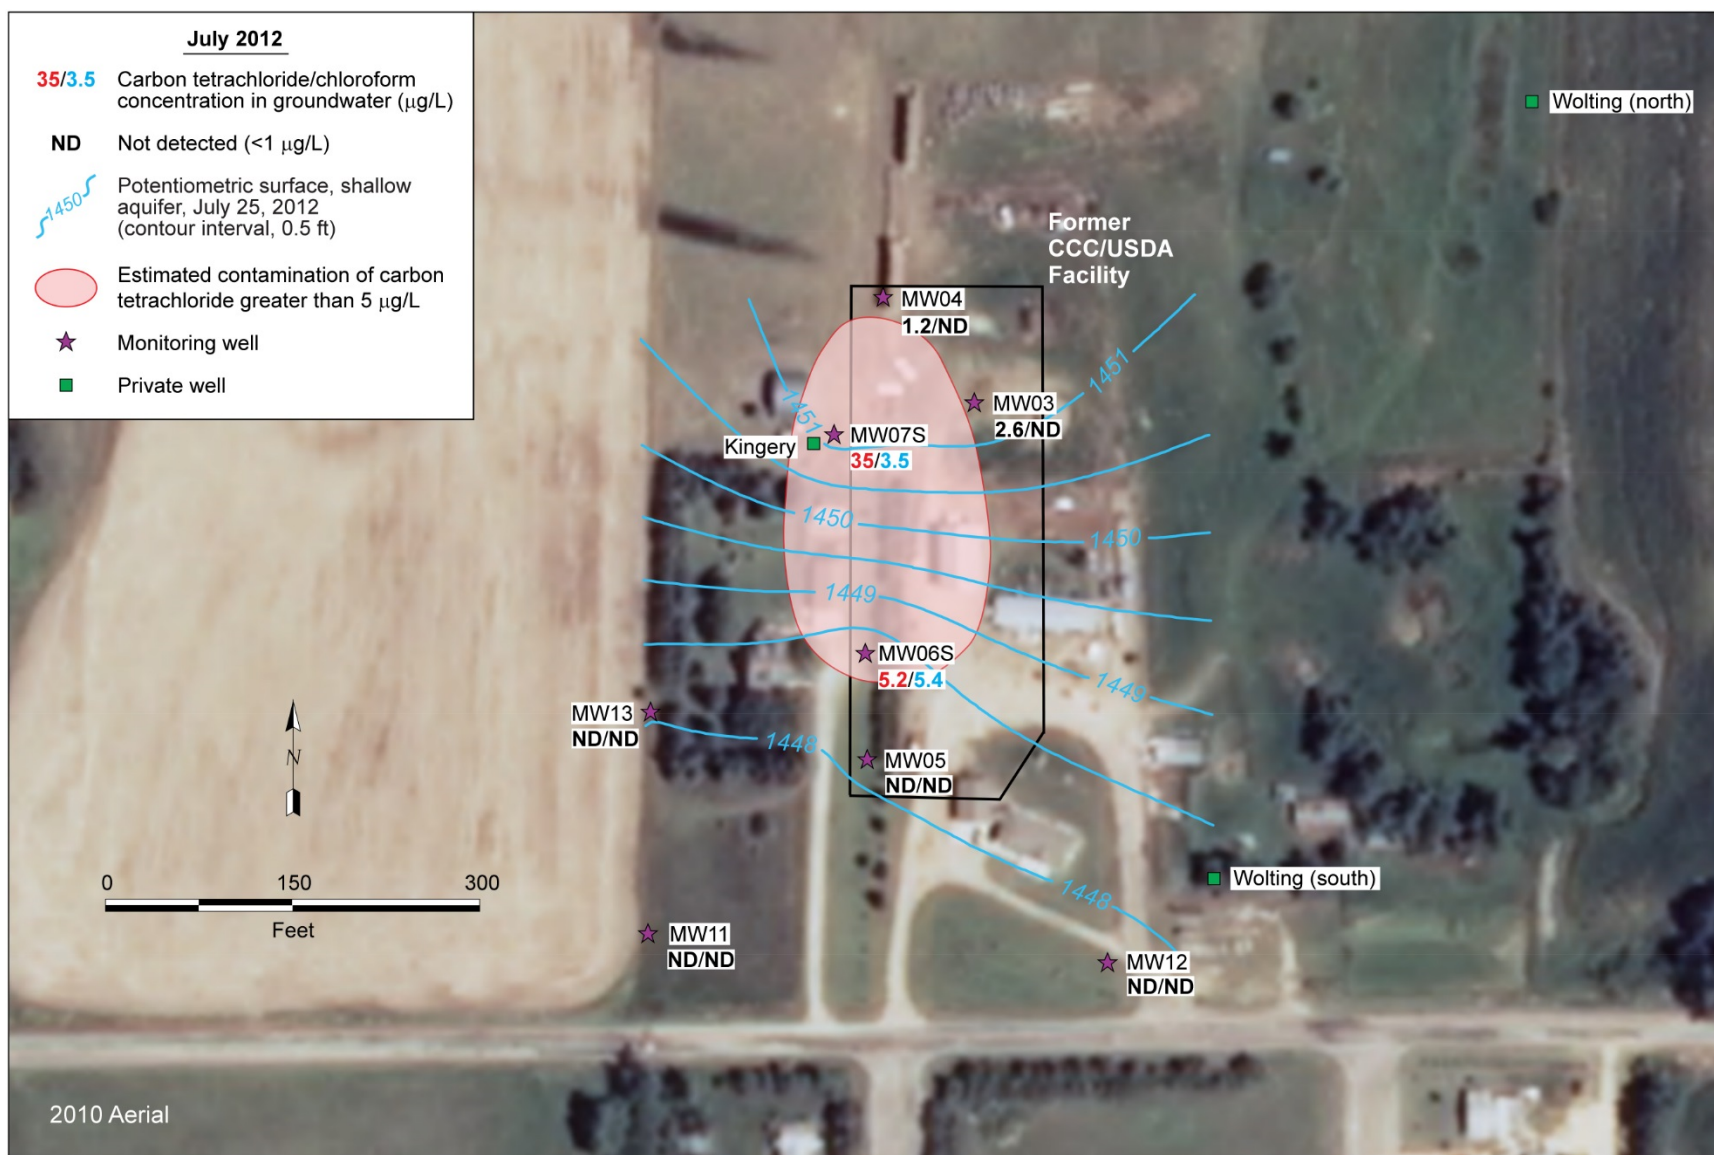 July 2012
35/3.5 Carbon tetrachloride/chloroform
concentration in groundwater (μg/L)
ND Not detected (<1 μg/L)
1450 Potentiometric surface, shallow
aquifer, July 25, 2012
(contour interval, 0.5 ft)
Estimated contamination of carbon
tetrachloride greater than 5 μg/L
Monitoring well
Private well
Wolting (north)
Former
CCC/USDA
Facility
MW04
1.2/ND
1451
1451
MW03
2.6/ND
MW07S
Kingery
35/3.5
1450
1450
1449
MW06S
5.2/5.4
1449
MW13
ND/ND
1448
MW05
ND/ND
N
Wolting (south)
1448
0 150 300
Feet
MW11
ND/ND
MW12
ND/ND
2010 Aerial